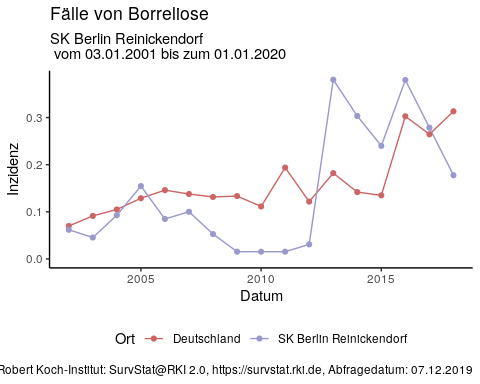 Fälle von Borreliose
SK Berlin Reinickendorf
vom 03.01.2001 bis zum 01.01.2020
Inzidenz
0.3
0.2
0.1
0.0
2005 2010 2015
Datum
Ort Deutschland SK Berlin Reinickendorf
Robert Koch-Institut: SurvStat@RKI 2.0, https://survstat.rki.de, Abfragedatum: 07.12.2019